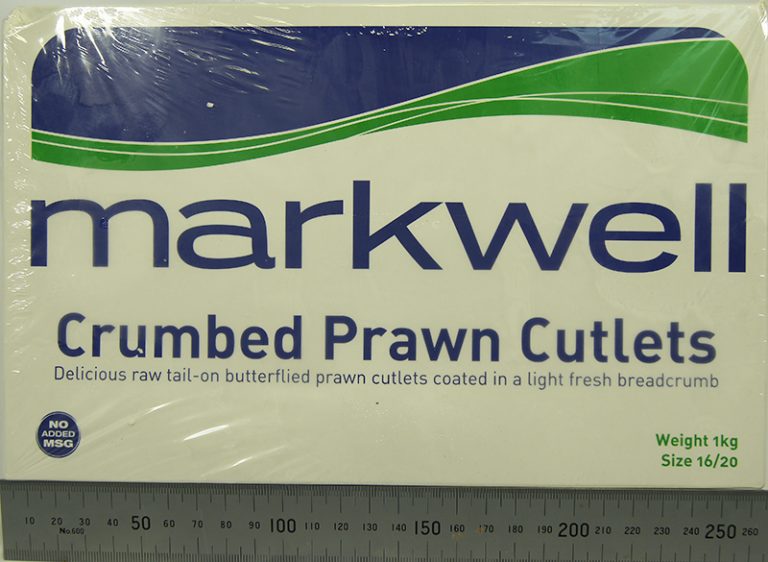 markwell
Crumbed Prawn Cutlets
Delicious raw tail-on butterflied prawn cutlets coated in a light fresh breadcrumb
NO
ADDED
MSG
Weight 1kg
Size 16/20
10 20 30 40 50 60 70 80 90 100 110 120 130 140 150 160 170 180 190 200 210 220 230 240 250 260
No.600